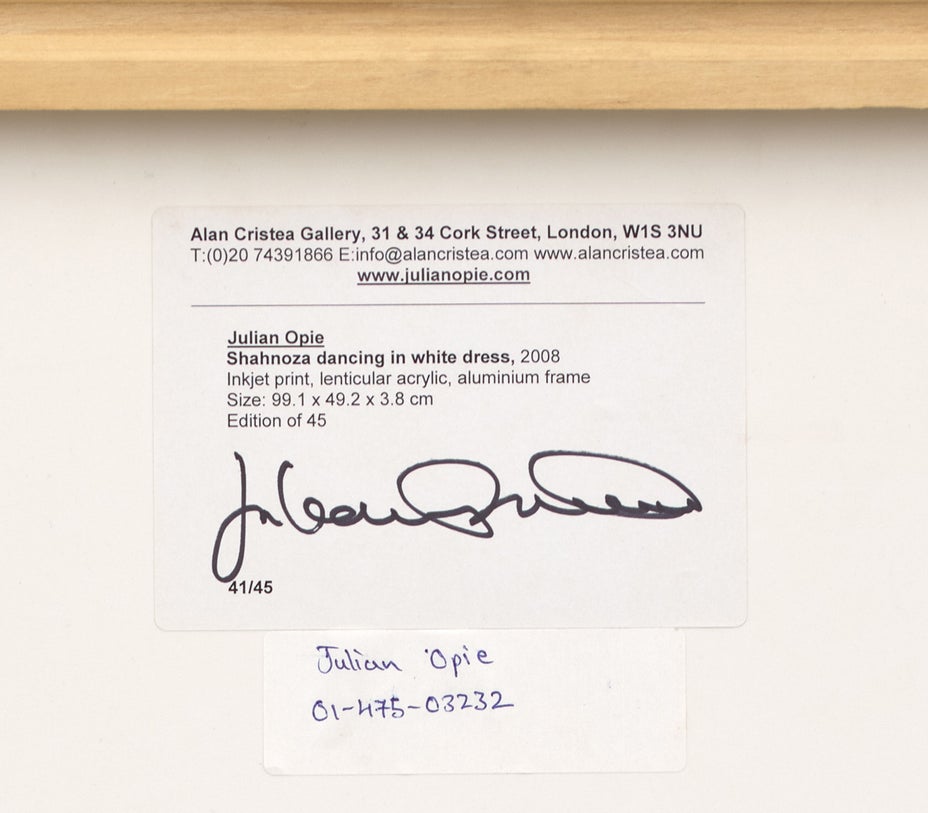 Alan Cristea Gallery, 31 & 34 Cork Street, London, W1S 3NU
T:(0)20 74391866 E:info@alancristea.com www.alancristea.com
www.julianopie.com
Julian Opie
Shahnoza dancing in white dress, 2008
Inkjet print, lenticular acrylic, aluminium frame
Size: 99.1 x 49.2 x 3.8 cm
Edition of 45
Julian Opie
41/45
Julian Opie
01-475-03232